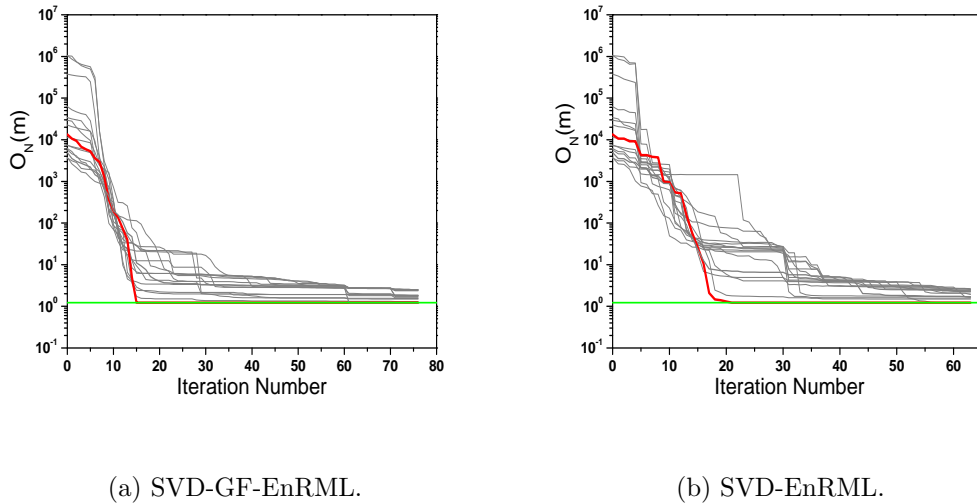 10^7
10^6
10^5
10^4
10^3
10^2
10^1
10^0
10^-1
O_N(m)
0 10 20 30 40 50 60 70 80
Iteration Number
(a) SVD-GF-EnRML.
10^7
10^6
10^5
10^4
10^3
10^2
10^1
10^0
10^-1
O_N(m)
0 10 20 30 40 50 60
Iteration Number
(b) SVD-EnRML.